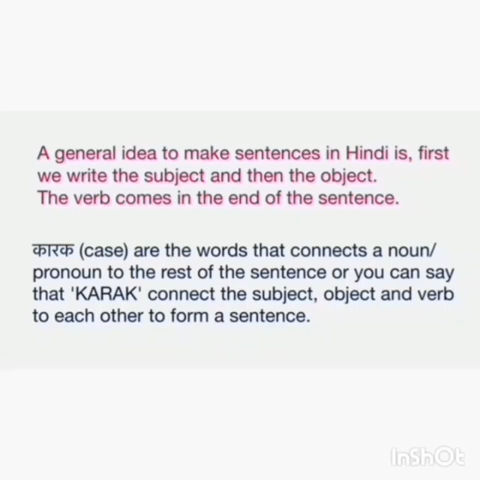 A general idea to make sentences in Hindi is, first
we write the subject and then the object.
The verb comes in the end of the sentence.
कारक (case) are the words that connects a noun/
pronoun to the rest of the sentence or you can say
that 'KARAK' connect the subject, object and verb
to each other to form a sentence.
InShOt